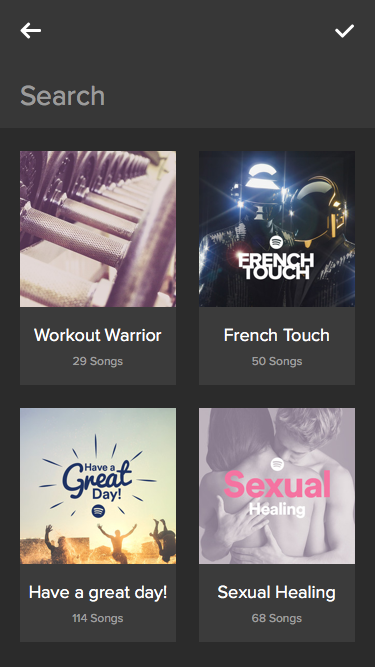 Search
FRENCH
TOUCH
Workout Warrior
French Touch
29 Songs
50 Songs
Have a
Great
Day!
Sexual
Healing
Have a great day!
Sexual Healing
114 Songs
68 Songs